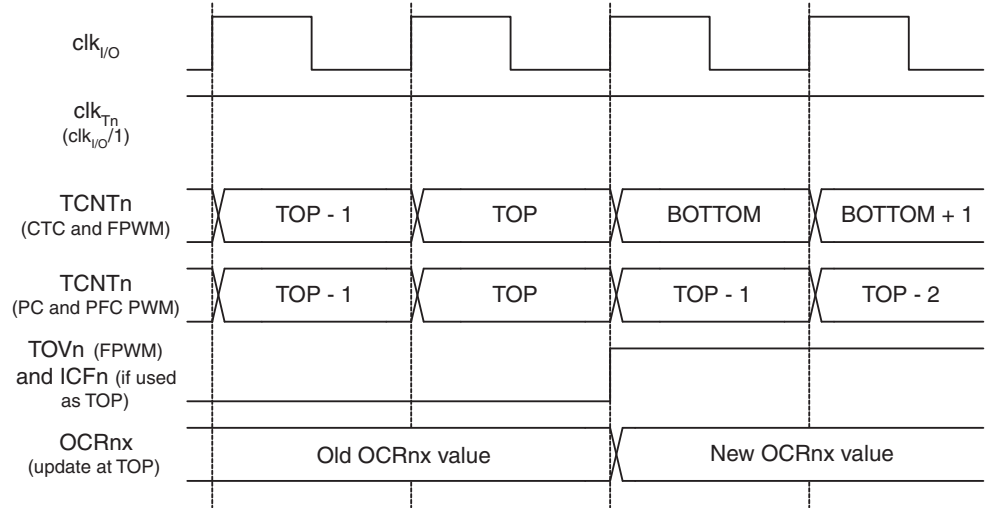 clkI/O
clkTn
(clkI/O/1)
TCNTn
(CTC and FPWM)
TOP - 1
TOP
BOTTOM
BOTTOM + 1
TCNTn
(PC and PFC PWM)
TOP - 1
TOP
TOP - 1
TOP - 2
TOVn (FPWM)
and ICFn (if used
as TOP)
OCRnx
(update at TOP)
Old OCRnx value
New OCRnx value